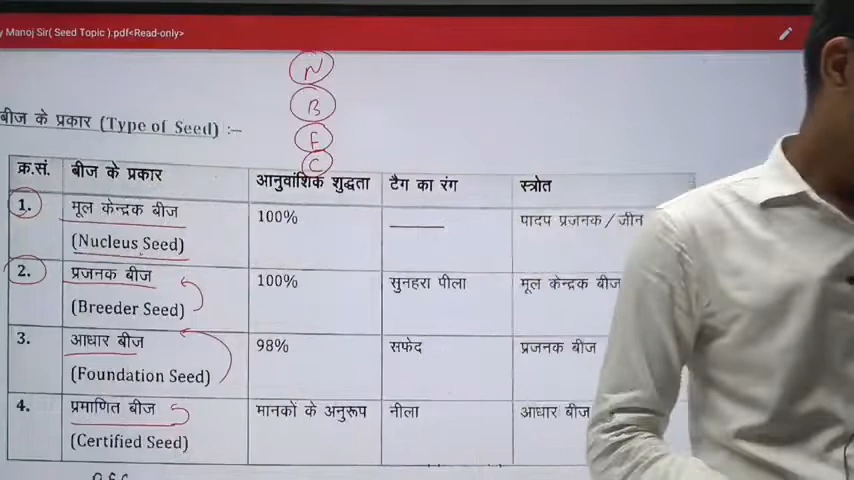 y Manoj Sir( Seed Topic ).pdf<Read-only>
N
B
F
C
बीज के प्रकार (Type of Seed) :–
क्र.सं. बीज के प्रकार आनुवांशिक शुद्धता टैग का रंग स्त्रोत
1. मूल केन्द्रक बीज 100% पादप प्रजनक / जीन
(Nucleus Seed)
2. प्रजनक बीज 100% सुनहरा पीला मूल केन्द्रक बीज
(Breeder Seed)
3. आधार बीज 98% सफेद प्रजनक बीज
(Foundation Seed)
4. प्रमाणित बीज मानकों के अनुरूप नीला आधार बीज
(Certified Seed)